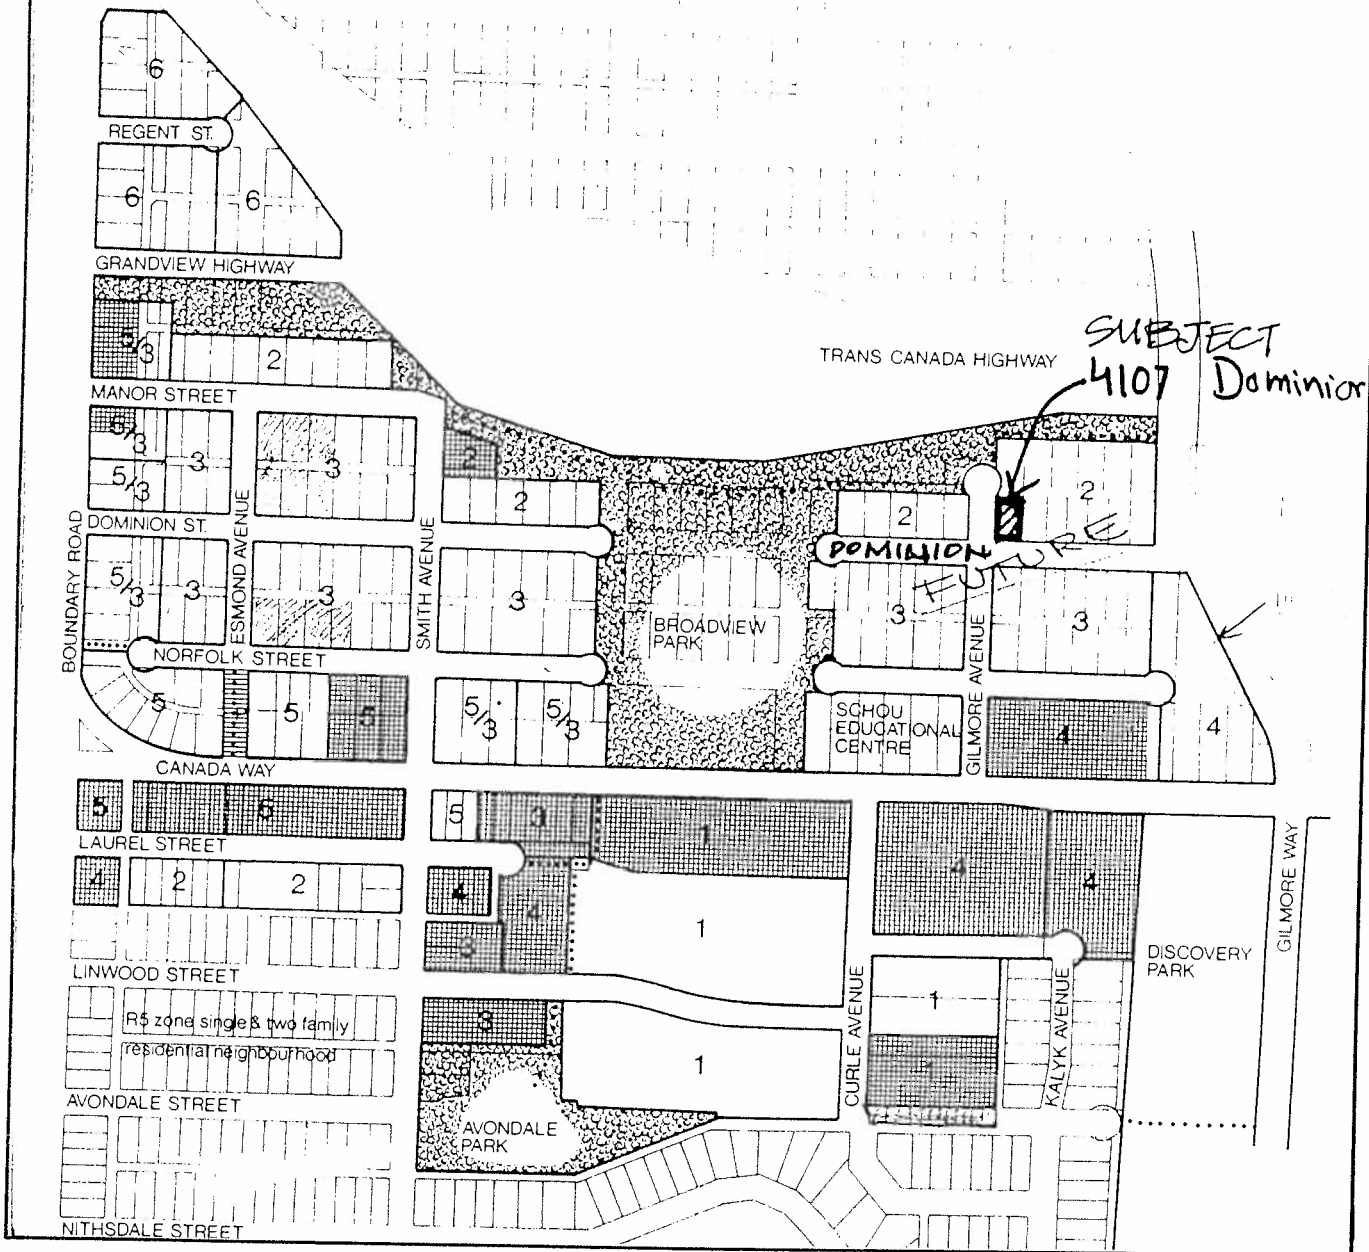 6
REGENT ST.
6
6
GRANDVIEW HIGHWAY
SUBJECT
TRANS CANADA HIGHWAY
4107 Dominion
5/3
2
MANOR STREET
5/3
3
3
2
2
2
5/3
2
DOMINION ST.
DOMINION
FUTURE
BOUNDARY ROAD
ESMOND AVENUE
SMITH AVENUE
5/3
3
3
3
BROADVIEW
PARK
3
3
GILMORE AVENUE
NORFOLK STREET
5
5
5
5/3
5/3
SCHOU
EDUCATIONAL
CENTRE
4
4
CANADA WAY
5
6
5
3
1
4
4
LAUREL STREET
4
2
2
4
4
1
3
GILMORE WAY
DISCOVERY
PARK
LINWOOD STREET
R5 zone single & two family
residential neighbourhood
3
1
1
1
CURLE AVENUE
KALYK AVENUE
AVONDALE STREET
AVONDALE
PARK
NITHSDALE STREET